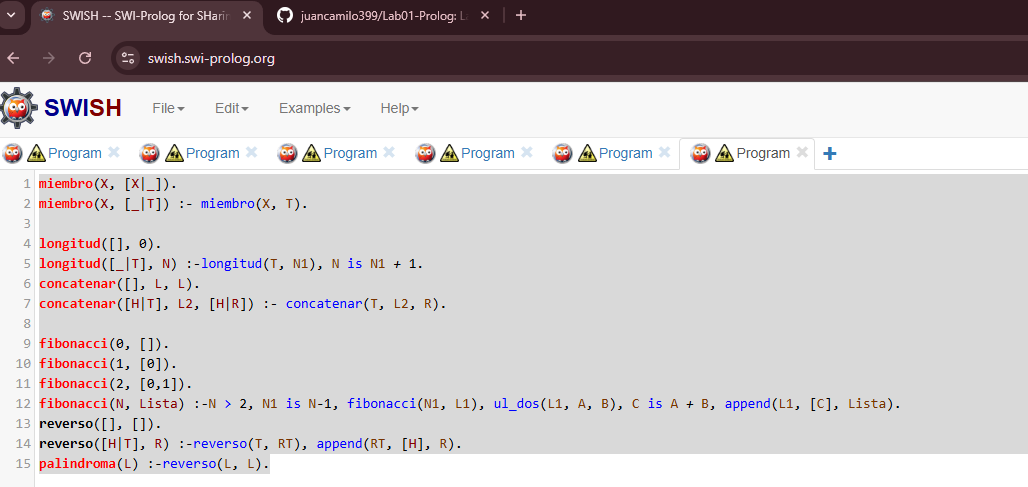 SWISH -- SWI-Prolog for SHarin
juancamilo399/Lab01-Prolog: L
swish.swi-prolog.org
SWISH File Edit Examples Help
Program Program Program Program Program Program
1 miembro(X, [X|_]).
2 miembro(X, [_|T]) :- miembro(X, T).
3
4 longitud([], 0).
5 longitud([_|T], N) :-longitud(T, N1), N is N1 + 1.
6 concatenar([], L, L).
7 concatenar([H|T], L2, [H|R]) :- concatenar(T, L2, R).
8
9 fibonacci(0, []).
10 fibonacci(1, [0]).
11 fibonacci(2, [0,1]).
12 fibonacci(N, Lista) :-N > 2, N1 is N-1, fibonacci(N1, L1), ul_dos(L1, A, B), C is A + B, append(L1, [C], Lista).
13 reverso([], []).
14 reverso([H|T], R) :-reverso(T, RT), append(RT, [H], R).
15 palindroma(L) :-reverso(L, L).